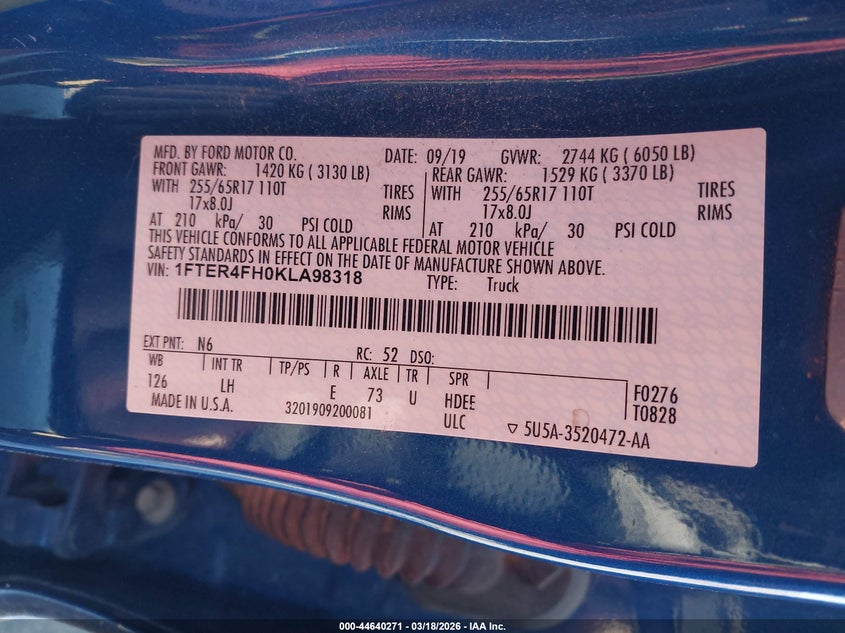 MFD. BY FORD MOTOR CO. DATE: 09/19 GVWR: 2744 KG ( 6050 LB)
FRONT GAWR: 1420 KG ( 3130 LB) REAR GAWR: 1529 KG ( 3370 LB)
WITH 255/65R17 110T TIRES WITH 255/65R17 110T TIRES
17x8.0J RIMS 17x8.0J RIMS
AT 210 kPa/ 30 PSI COLD AT 210 kPa/ 30 PSI COLD
THIS VEHICLE CONFORMS TO ALL APPLICABLE FEDERAL MOTOR VEHICLE
SAFETY STANDARDS IN EFFECT ON THE DATE OF MANUFACTURE SHOWN ABOVE.
VIN: 1FTER4FH0KLA98318 TYPE: Truck
EXT PNT: N6 RC: 52 DSO:
WB INT TR TP/PS R AXLE TR SPR
126 LH E 73 U HDEE F0276
MADE IN U.S.A. 3201909200081 ULC T0828
▽ 5U5A-3520472-AA
000-44640271 - 03/18/2026 - IAA Inc.